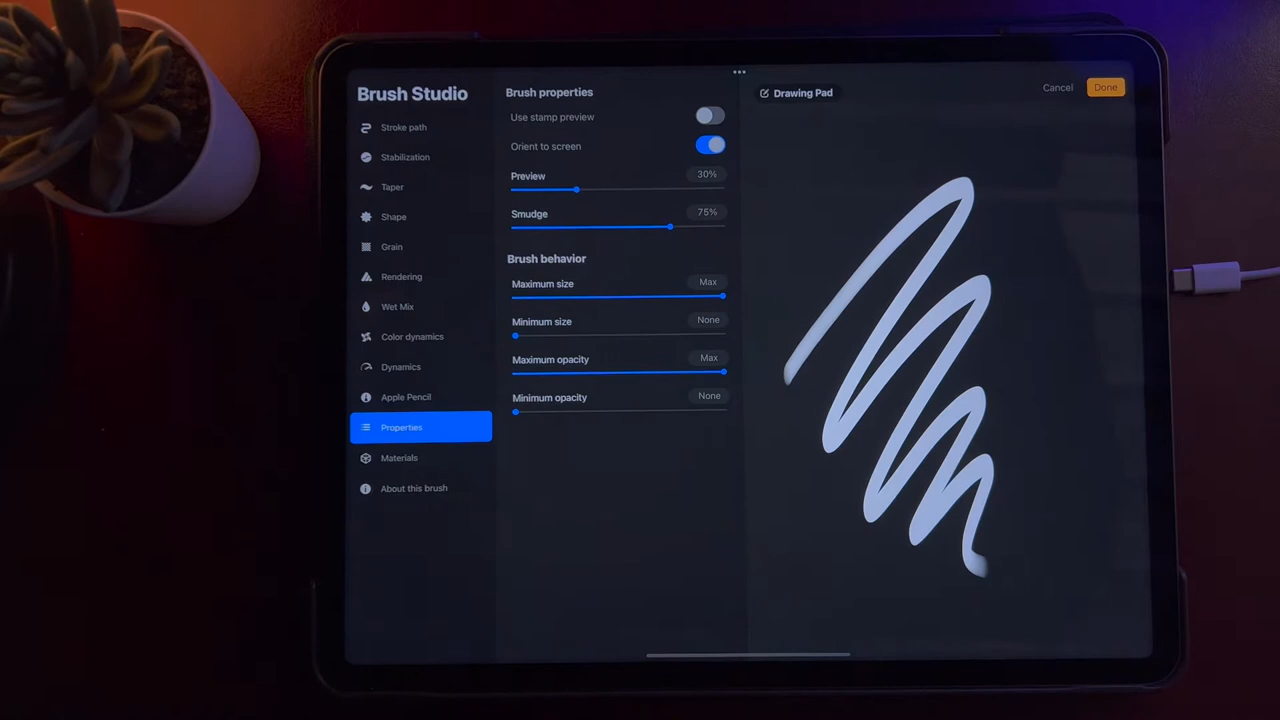 Brush Studio
Stroke path
Stabilization
Taper
Shape
Grain
Rendering
Wet Mix
Color dynamics
Dynamics
Apple Pencil
Properties
Materials
About this brush
Brush properties
Use stamp preview
Orient to screen
Preview 30%
Smudge 75%
Brush behavior
Maximum size Max
Minimum size None
Maximum opacity Max
Minimum opacity None
Drawing Pad
Cancel Done